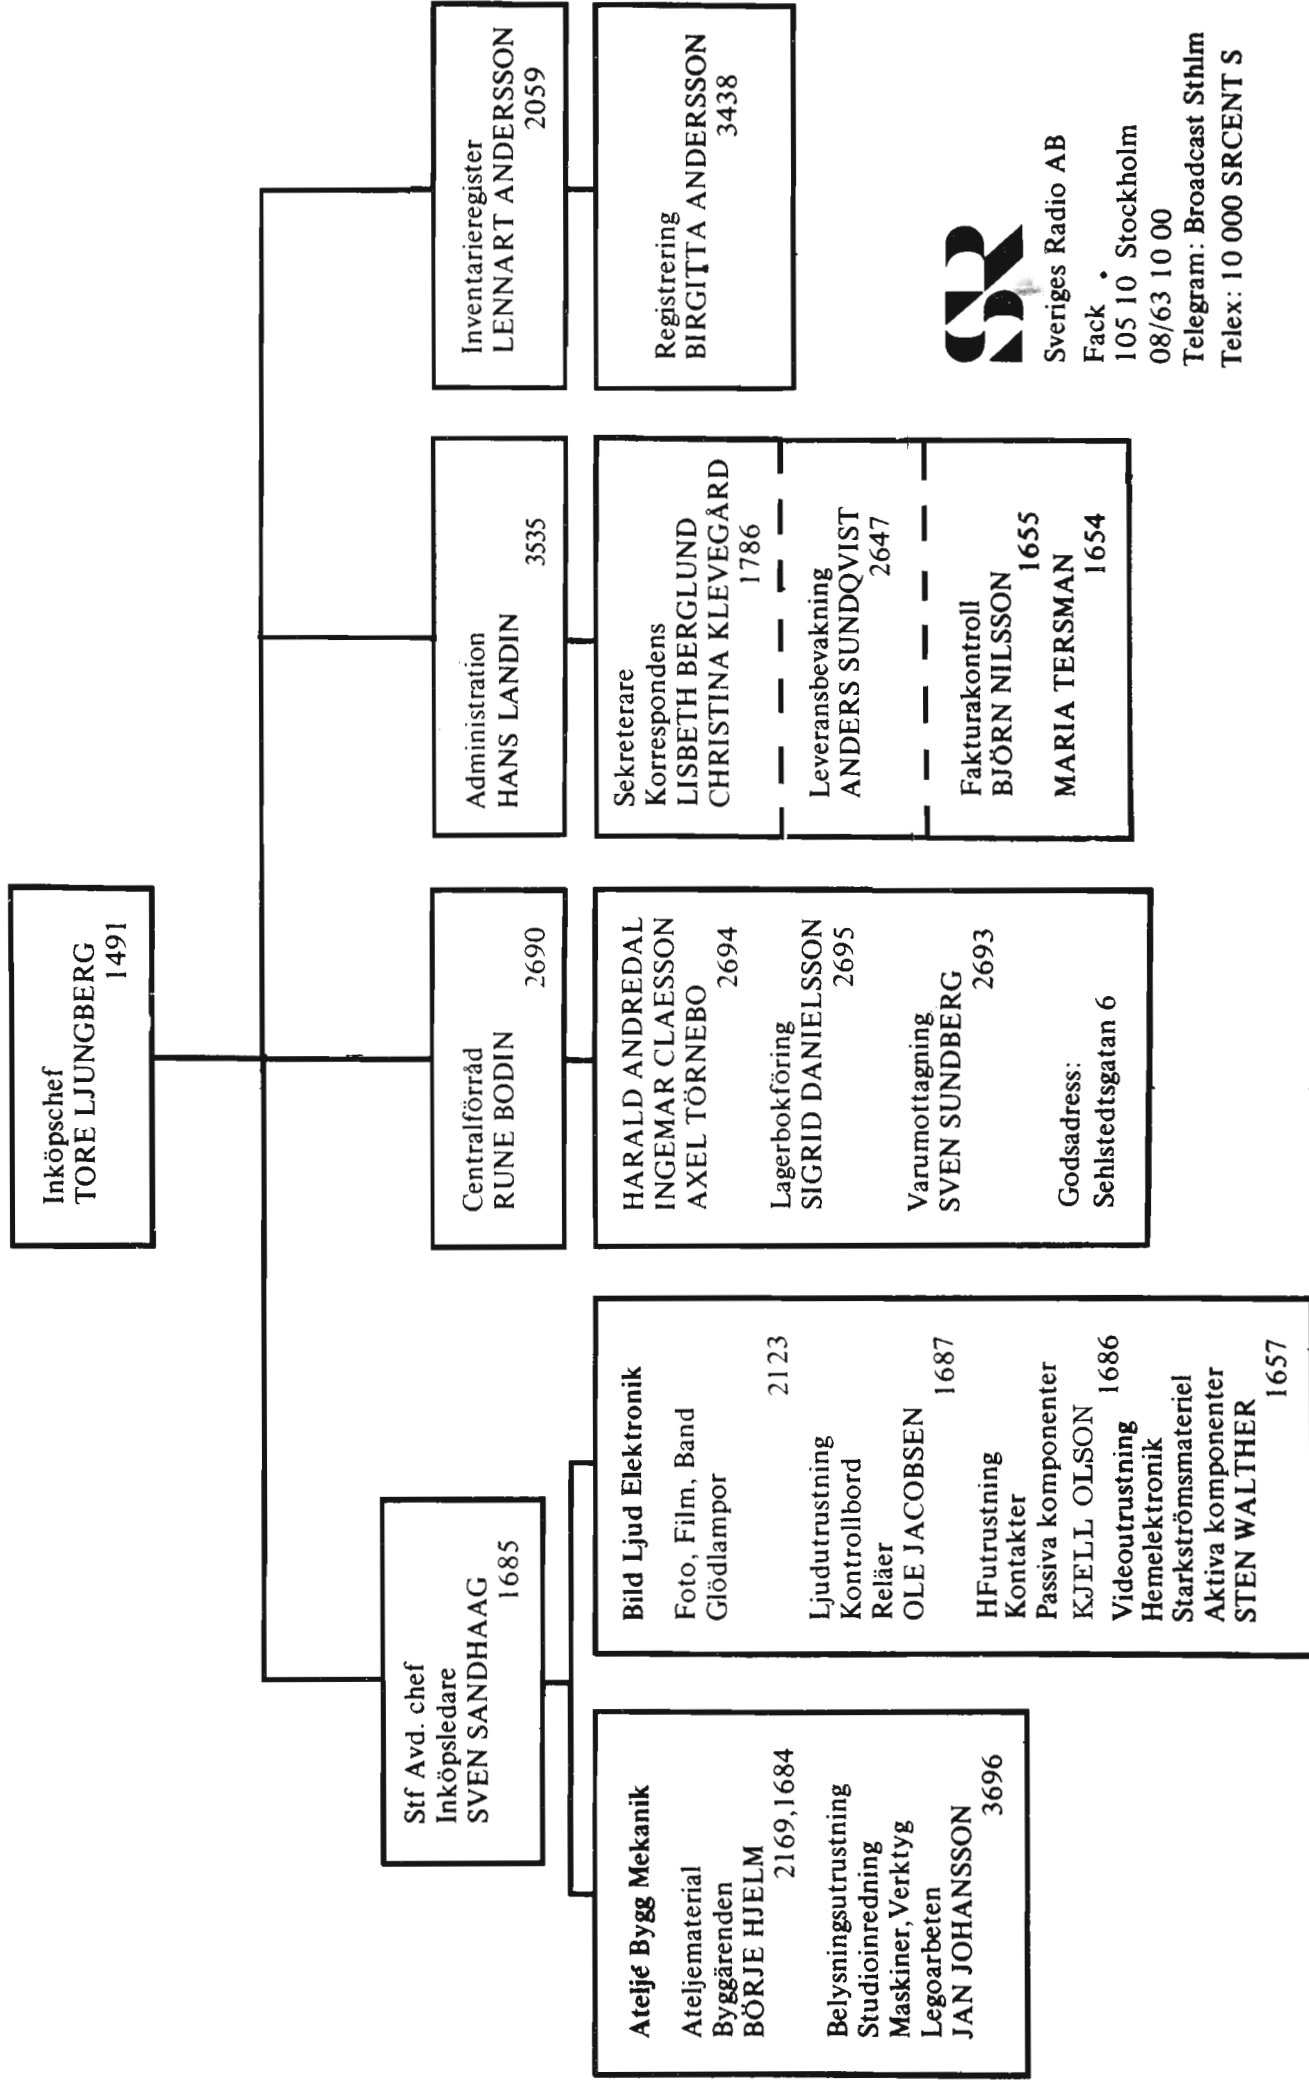 Inköpschef
TORE LJUNGBERG
1491
Stf Avd. chef
Inköpsledare
SVEN SANDHAAG
1685
Ateljé Bygg Mekanik
Ateljematerial
Byggärenden
BÖRJE HJELM
2169,1684
Belysningsutrustning
Studioinredning
Maskiner, Verktyg
Legoarbeten
JAN JOHANSSON
3696
Bild Ljud Elektronik
Foto, Film, Band
Glödlampor
2123
Ljudutrustning
Kontrollbord
Reläer
OLE JACOBSEN
1687
HFutrustning
Kontakter
Passiva komponenter
KJELL OLSON
1686
Videoutrustning
Hemelektronik
Starkströmsmateriel
Aktiva komponenter
STEN WALTHER
1657
Centralförråd
RUNE BODIN
2690
HARALD ANDREDAL
INGEMAR CLAESSON
AXEL TÖRNEBO
2694
Lagerbokföring
SIGRID DANIELSSON
2695
Varumottagning
SVEN SUNDBERG
2693
Godsadress:
Sehlstedtsgatan 6
Administration
HANS LANDIN
3535
Sekreterare
Korrespondens
LISBETH BERGLUND
CHRISTINA KLEVEGÅRD
1786
Leveransbevakning
ANDERS SUNDQVIST
2647
Fakturakontroll
BJÖRN NILSSON
1655
MARIA TERSMAN
1654
Inventarieregister
LENNART ANDERSSON
2059
Registrering
BIRGITTA ANDERSSON
3438
SR
Sveriges Radio AB
Fack
105 10 Stockholm
08/63 10 00
Telegram: Broadcast Sthlm
Telex: 10 000 SRCENT S